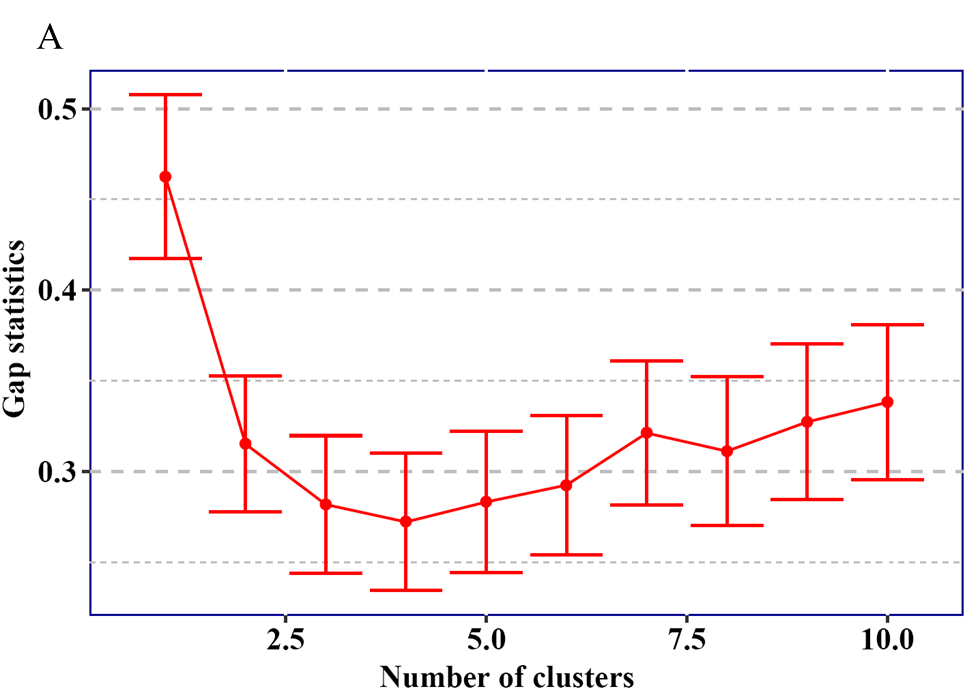 A
0.5
0.4
0.3
Gap statistics
2.5 5.0 7.5 10.0
Number of clusters